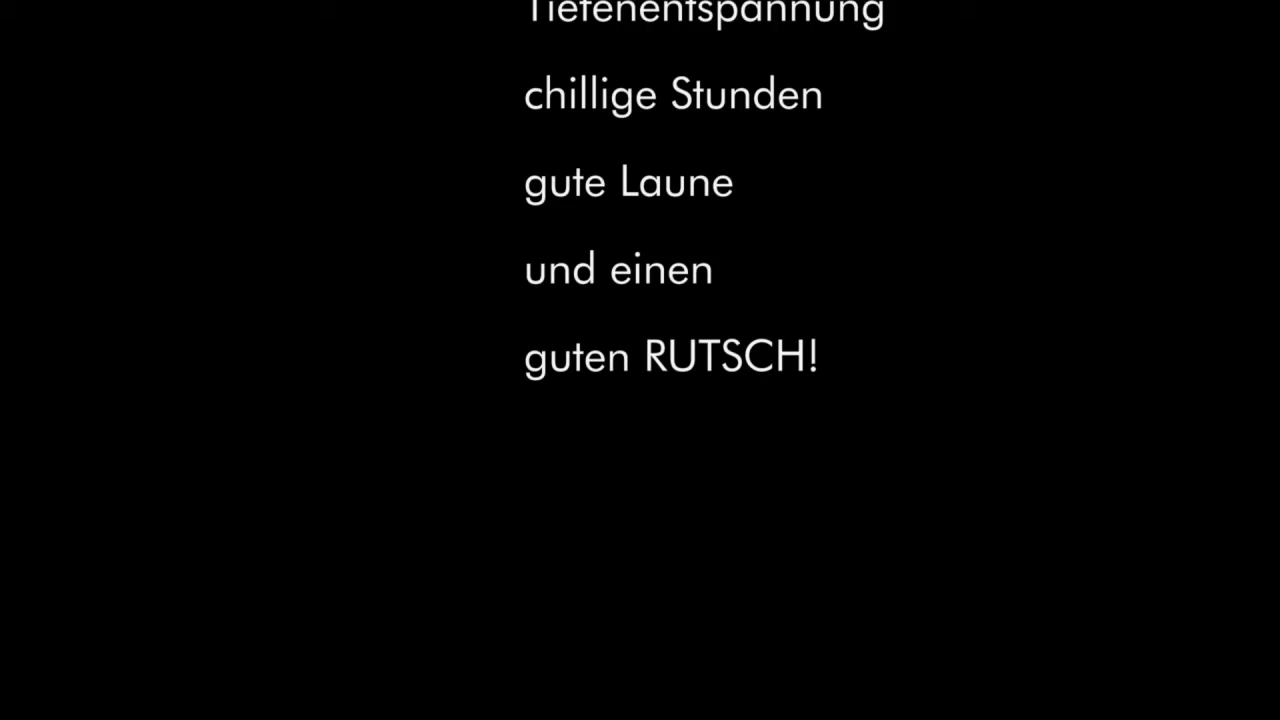 Tiefenentspannung
chillige Stunden
gute Laune
und einen
guten RUTSCH!